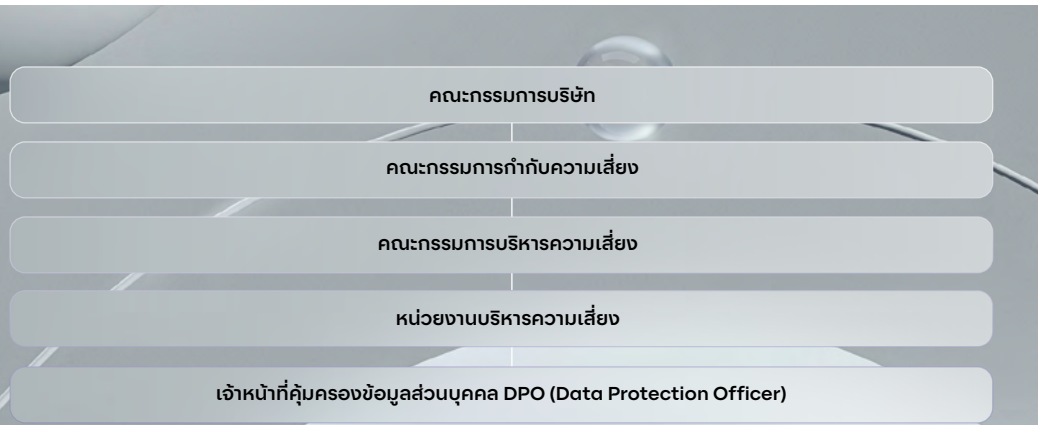 คณะกรรมการบริษัท
คณะกรรมการกำกับความเสี่ยง
คณะกรรมการบริหารความเสี่ยง
หน่วยงานบริหารความเสี่ยง
เจ้าหน้าที่คุ้มครองข้อมูลส่วนบุคคล DPO (Data Protection Officer)